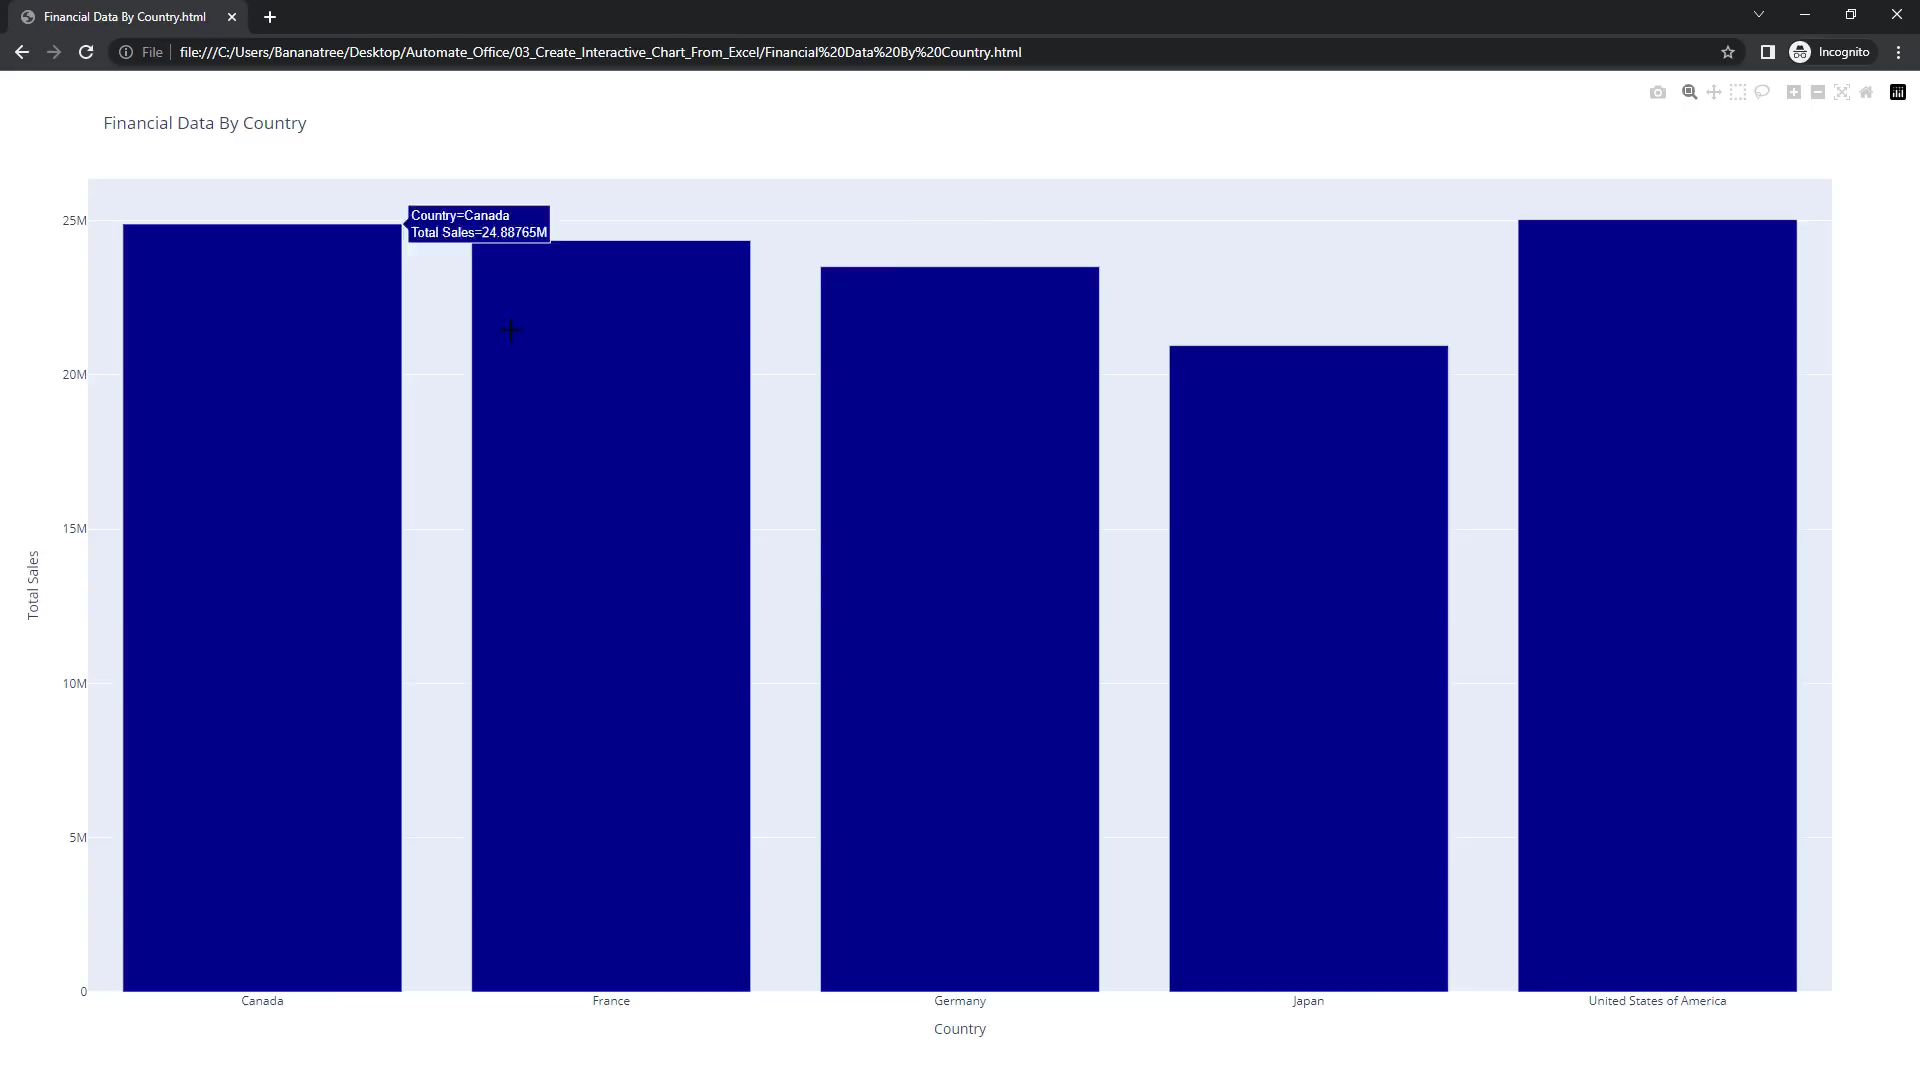 Financial Data By Country.html
File
file:///C:/Users/Bananatree/Desktop/Automate_Office/03_Create_Interactive_Chart_From_Excel/Financial%20Data%20By%20Country.html
Incognito
Financial Data By Country
Country=Canada
Total Sales=24.88765M
25M
20M
15M
10M
5M
0
Total Sales
Canada
France
Germany
Japan
United States of America
Country